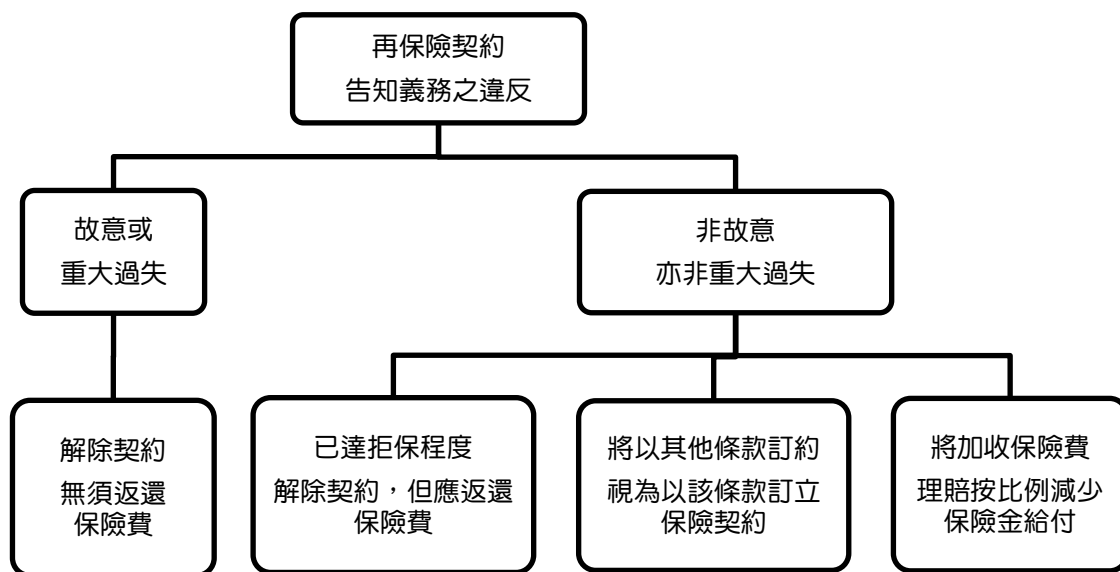 再保險契約
告知義務之違反
故意或
重大過失
非故意
亦非重大過失
解除契約
無須返還
保險費
已達拒保程度
解除契約，但應返還
保險費
將以其他條款訂約
視為以該條款訂立
保險契約
將加收保險費
理賠按比例減少
保險金給付